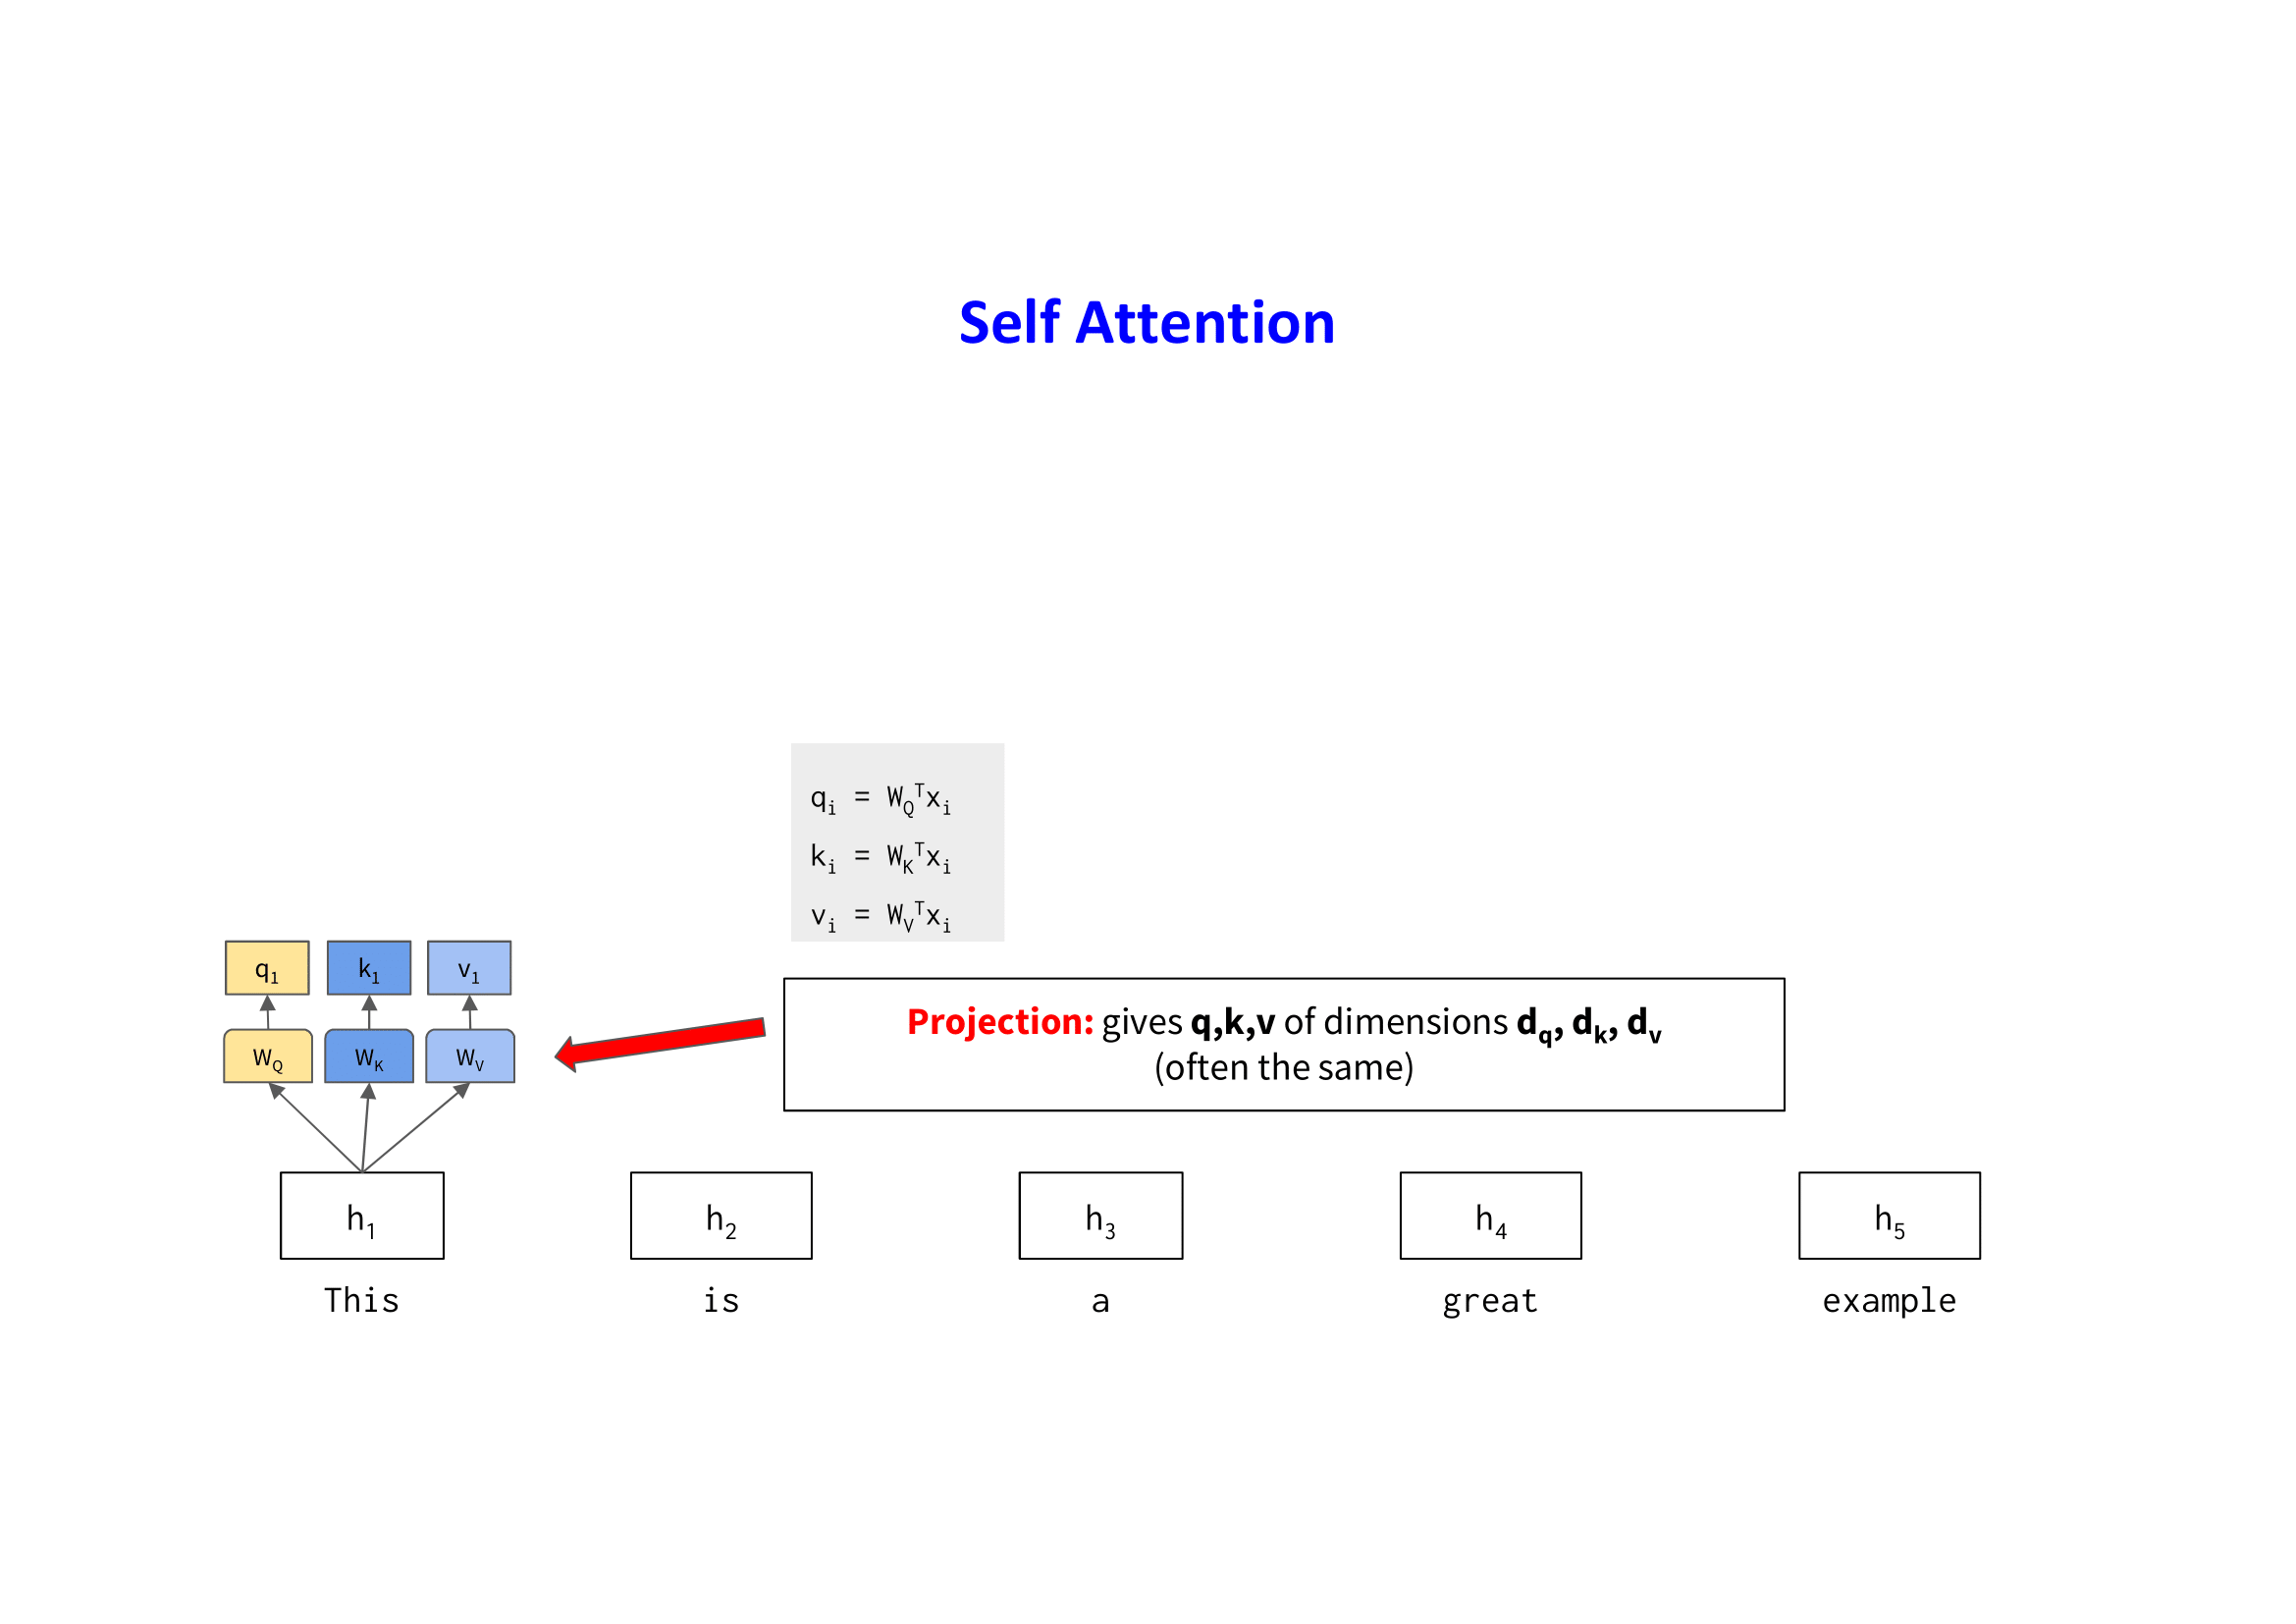 Self Attention
q_i = W_Q^T x_i
k_i = W_K^T x_i
v_i = W_V^T x_i
q_1 k_1 v_1
W_Q W_K W_V
Projection: gives q,k,v of dimensions d_q, d_k, d_v
(often the same)
h_1 h_2 h_3 h_4 h_5
This is a great example